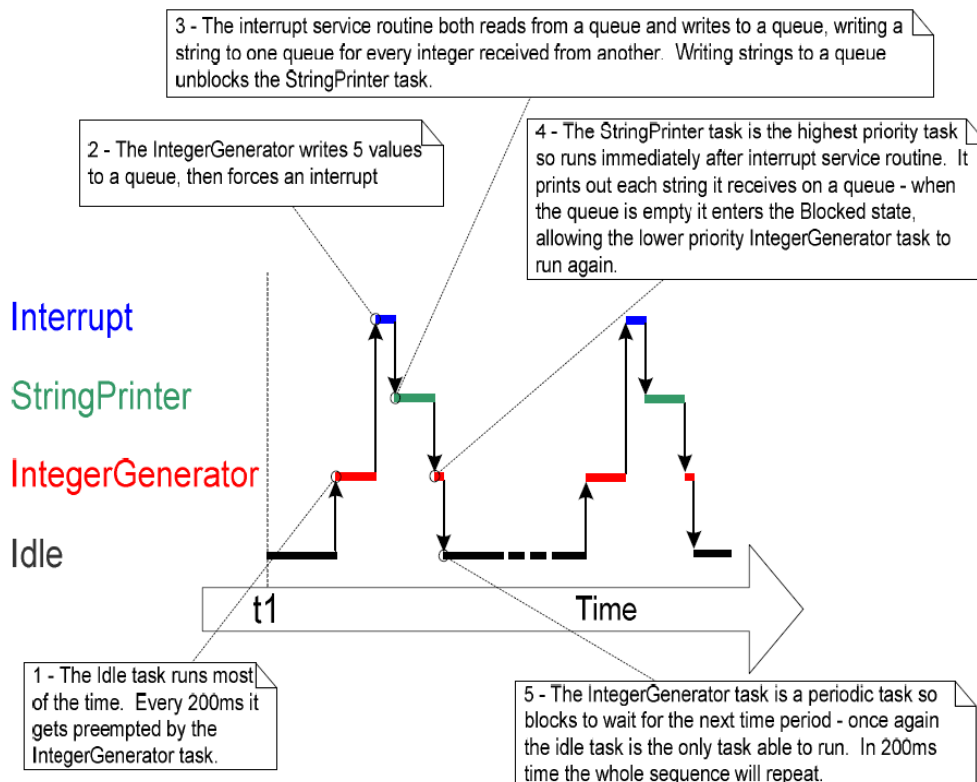 3 - The interrupt service routine both reads from a queue and writes to a queue, writing a
string to one queue for every integer received from another.  Writing strings to a queue
unblocks the StringPrinter task.
2 - The IntegerGenerator writes 5 values
to a queue, then forces an interrupt
4 - The StringPrinter task is the highest priority task
so runs immediately after interrupt service routine.  It
prints out each string it receives on a queue - when
the queue is empty it enters the Blocked state,
allowing the lower priority IntegerGenerator task to
run again.
Interrupt
StringPrinter
IntegerGenerator
Idle
t1
Time
1 - The Idle task runs most
of the time.  Every 200ms it
gets preempted by the
IntegerGenerator task.
5 - The IntegerGenerator task is a periodic task so
blocks to wait for the next time period - once again
the idle task is the only task able to run.  In 200ms
time the whole sequence will repeat.